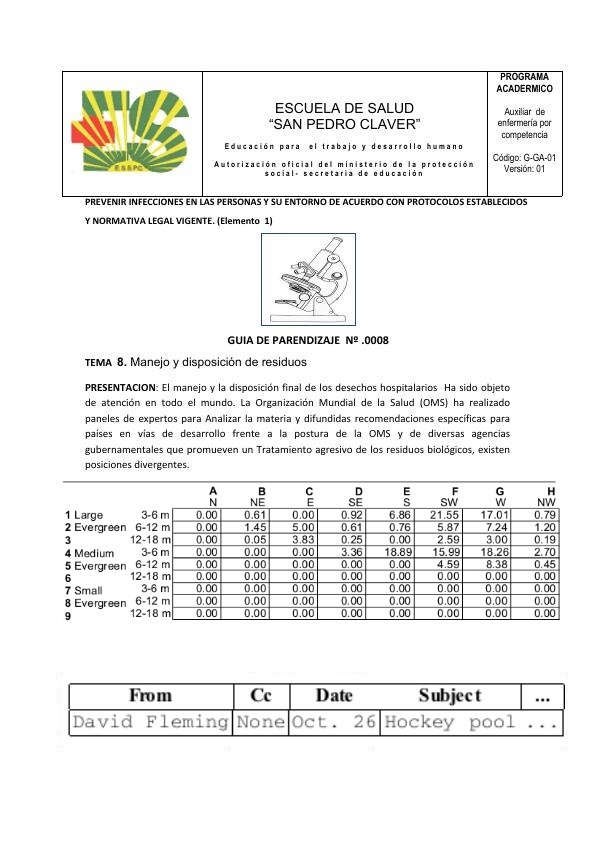 PROGRAMA
ACADERMICO
Auxiliar de
enfermería por
competencia
Código: G-GA-01
Versión: 01
ESCUELA DE SALUD
“SAN PEDRO CLAVER”
Educación para el trabajo y desarrollo humano
Autorización oficial del ministerio de la protección
social- secretaria de educación
E.S.S.P.C
PREVENIR INFECCIONES EN LAS PERSONAS Y SU ENTORNO DE ACUERDO CON PROTOCOLOS ESTABLECIDOS
Y NORMATIVA LEGAL VIGENTE. (Elemento 1)
GUIA DE PARENDIZAJE Nº .0008
TEMA 8. Manejo y disposición de residuos
PRESENTACION: El manejo y la disposición final de los desechos hospitalarios Ha sido objeto
de atención en todo el mundo. La Organización Mundial de la Salud (OMS) ha realizado
paneles de expertos para Analizar la materia y difundidas recomendaciones específicas para
países en vías de desarrollo frente a la postura de la OMS y de diversas agencias
gubernamentales que promueven un Tratamiento agresivo de los residuos biológicos, existen
posiciones divergentes.
A B C D E F G H
N NE E SE S SW W NW
1 Large 3-6 m 0.00 0.61 0.00 0.92 6.86 21.55 17.01 0.79
2 Evergreen 6-12 m 0.00 1.45 5.00 0.61 0.76 5.87 7.24 1.20
3 12-18 m 0.00 0.05 3.83 0.25 0.00 2.59 3.00 0.19
4 Medium 3-6 m 0.00 0.00 0.00 3.36 18.89 15.99 18.26 2.70
5 Evergreen 6-12 m 0.00 0.00 0.00 0.00 0.00 4.59 8.38 0.45
6 12-18 m 0.00 0.00 0.00 0.00 0.00 0.00 0.00 0.00
7 Small 3-6 m 0.00 0.00 0.00 0.00 0.00 0.00 0.00 0.00
8 Evergreen 6-12 m 0.00 0.00 0.00 0.00 0.00 0.00 0.00 0.00
9 12-18 m 0.00 0.00 0.00 0.00 0.00 0.00 0.00 0.00
From Cc Date Subject ...
David Fleming None Oct. 26 Hockey pool ...